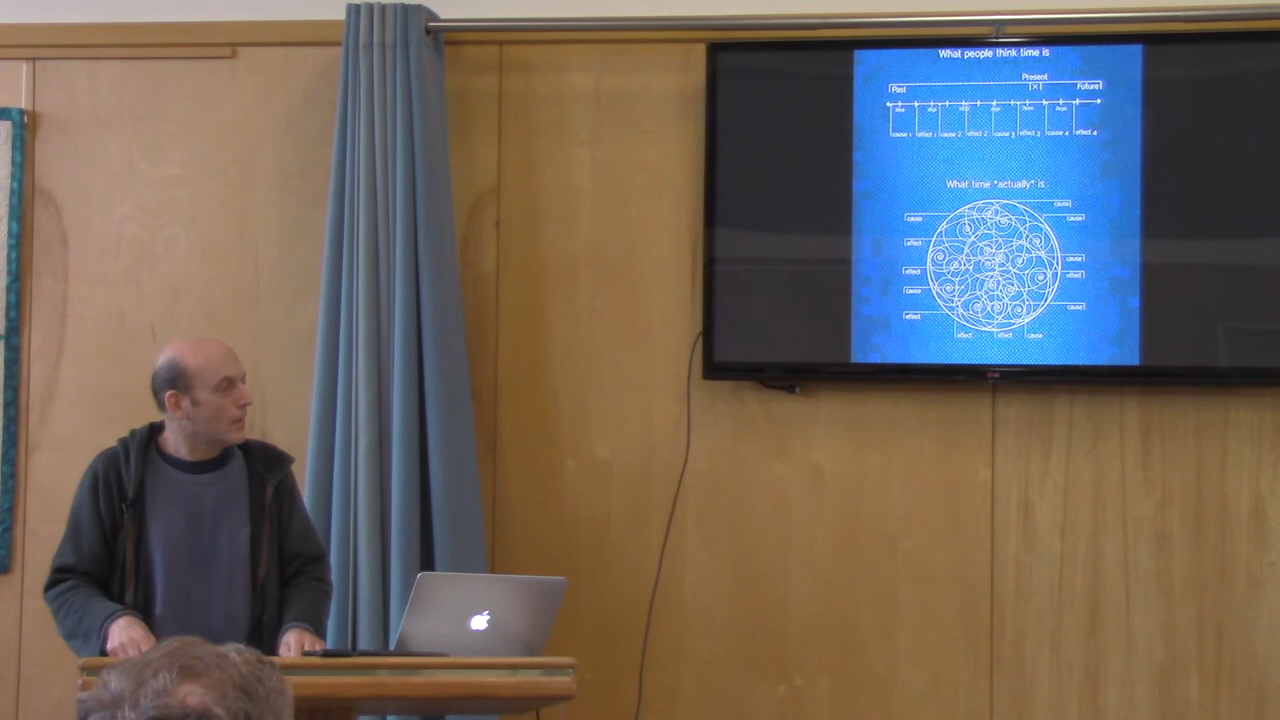 What people think time is
Present
Past
|×|
Future
cause 1
effect 1
cause 2
effect 2
cause 3
effect 3
cause 4
effect 4
What time *actually* is
cause
cause
cause
effect
cause
effect
effect
cause
cause
effect
effect
effect
cause